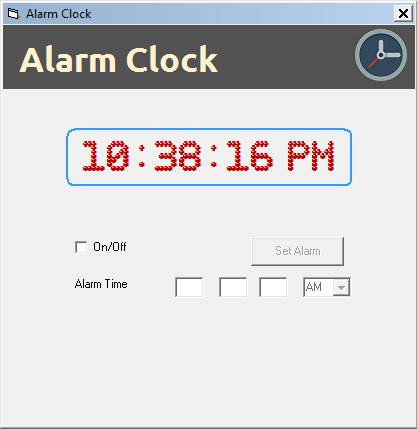 Alarm Clock
Alarm Clock
10:38:16 PM
On/Off
Set Alarm
Alarm Time
AM